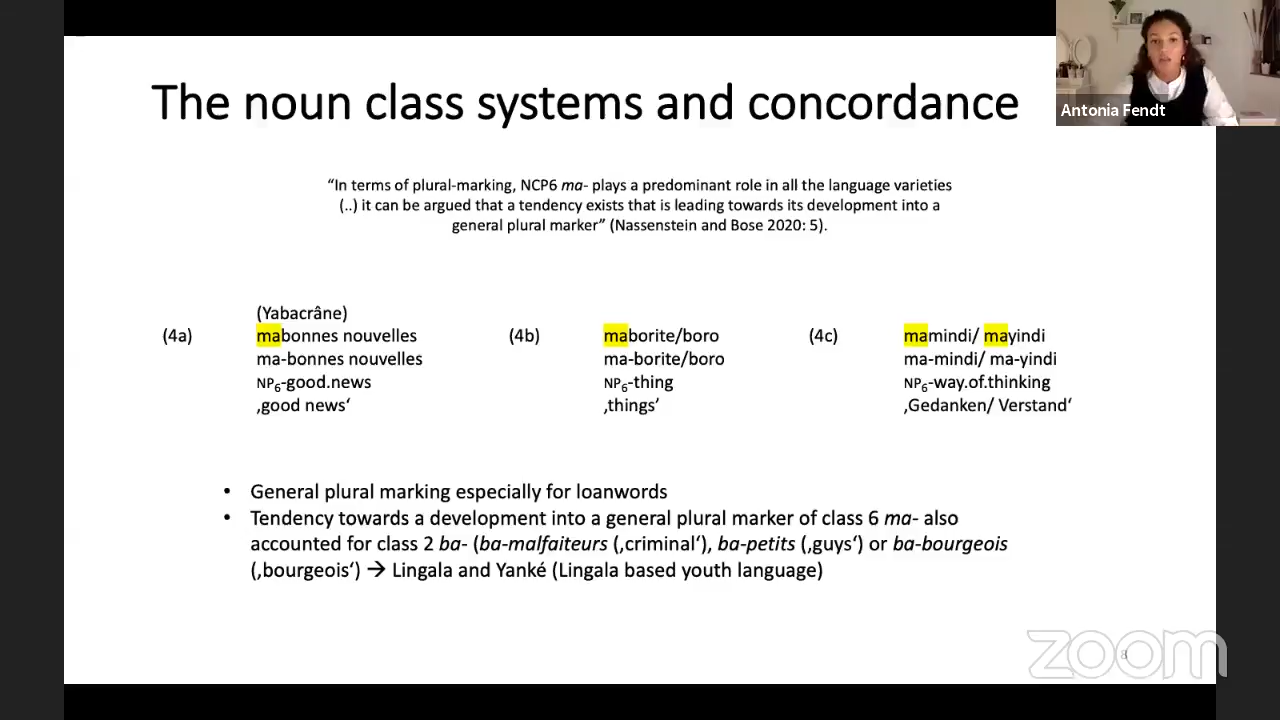 The noun class systems and concordance
Antonia Fendt
“In terms of plural-marking, NCP6 ma- plays a predominant role in all the language varieties
(..) it can be argued that a tendency exists that is leading towards its development into a
general plural marker” (Nassenstein and Bose 2020: 5).
(Yabacrâne)
(4a) mabonnes nouvelles (4b) maborite/boro (4c) mamindi/ mayindi
ma-bonnes nouvelles ma-borite/boro ma-mindi/ ma-yindi
NP6-good.news NP6-thing NP6-way.of.thinking
‚good news‘ ‚things’ ‚Gedanken/ Verstand‘
• General plural marking especially for loanwords
• Tendency towards a development into a general plural marker of class 6 ma- also
accounted for class 2 ba- (ba-malfaiteurs (‚criminal‘), ba-petits (‚guys‘) or ba-bourgeois
(‚bourgeois‘) → Lingala and Yanké (Lingala based youth language)
zoom
8